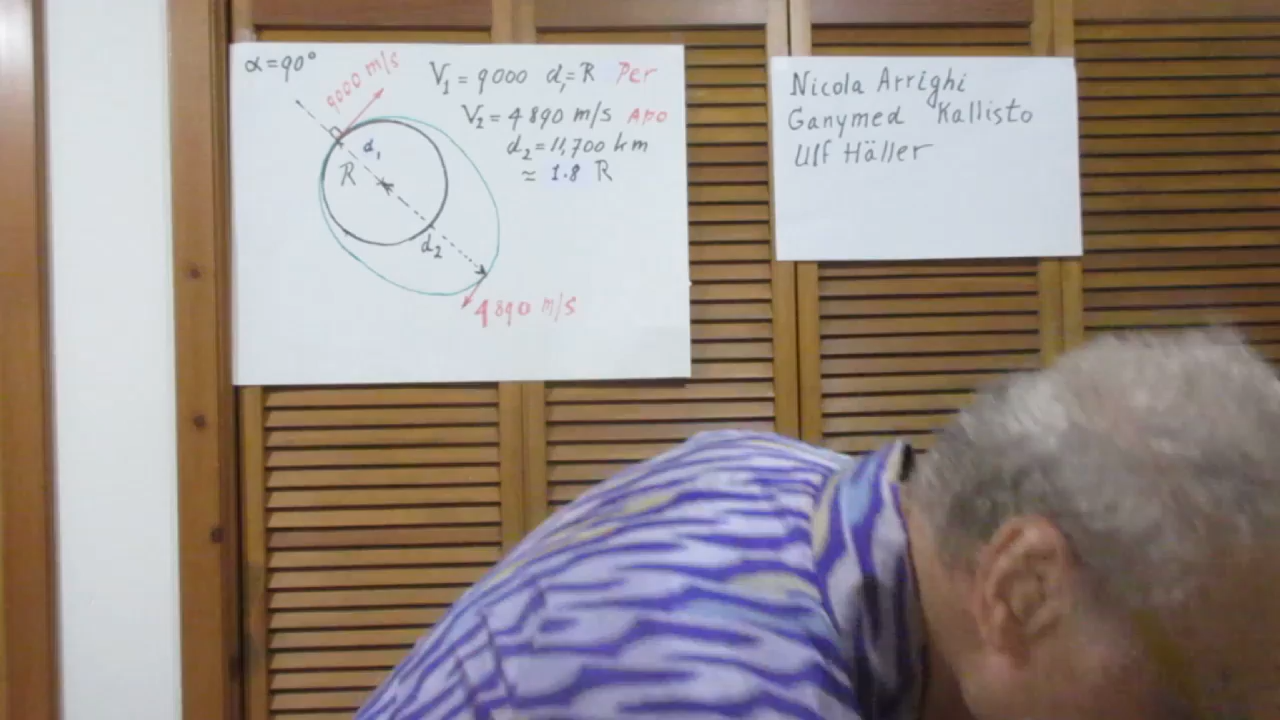 α=90°
9000 m/s
V₁ = 9000 d₁=R Per
V₂ = 4890 m/s Apo
d₂ = 11,700 km
≈ 1.8 R
d₁
R
d₂
4890 m/s
Nicola Arrighi
Ganymed Kallisto
Ulf Häller